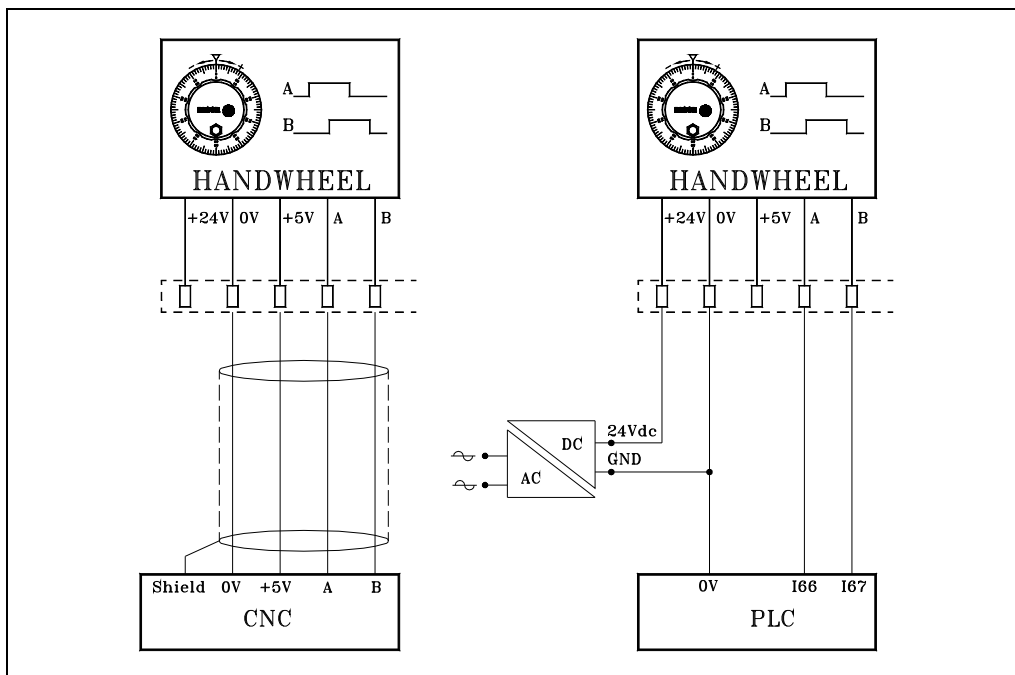 A
B
HANDWHEEL
+24V 0V +5V A B
Shield 0V +5V A B
CNC
A
B
HANDWHEEL
+24V 0V +5V A B
24Vdc
DC
GND
AC
0V I66 I67
PLC